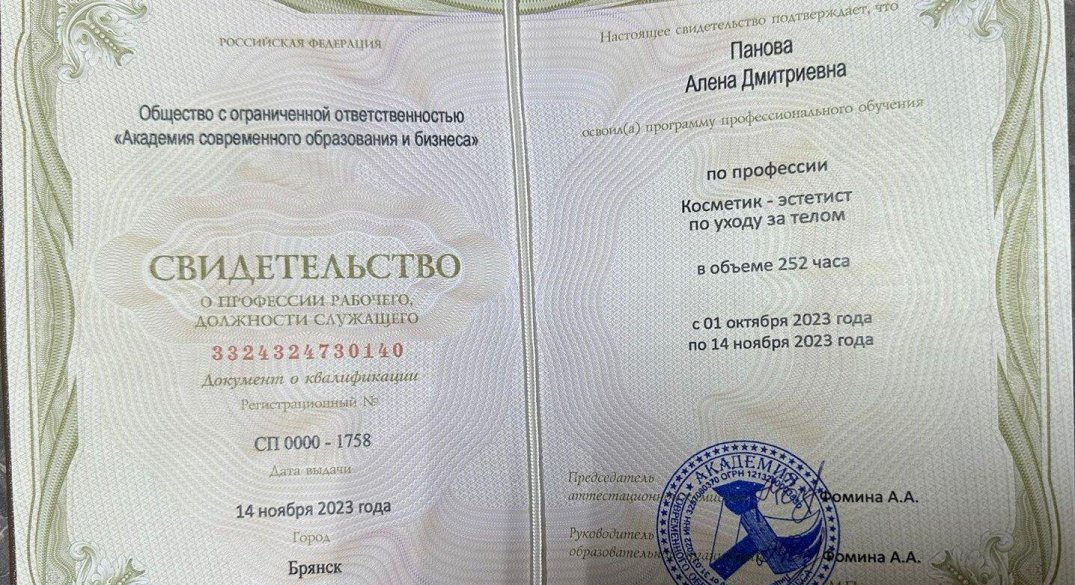 РОССИЙСКАЯ ФЕДЕРАЦИЯ
Общество с ограниченной ответственностью
«Академия современного образования и бизнеса»
СВИДЕТЕЛЬСТВО
О ПРОФЕССИИ РАБОЧЕГО,
ДОЛЖНОСТИ СЛУЖАЩЕГО
3324324730140
Документ о квалификации
Регистрационный №
СП 0000 - 1758
Дата выдачи
14 ноября 2023 года
Город
Брянск
Настоящее свидетельство подтверждает, что
Панова
Алена Дмитриевна
освоил(а) программу профессионального обучения
по профессии
Косметик - эстетист
по уходу за телом
в объеме 252 часа
с 01 октября 2023 года
по 14 ноября 2023 года
Председатель
Фомина А.А.
Руководитель
Фомина А.А.
М.П.
АКАДЕМИЯ